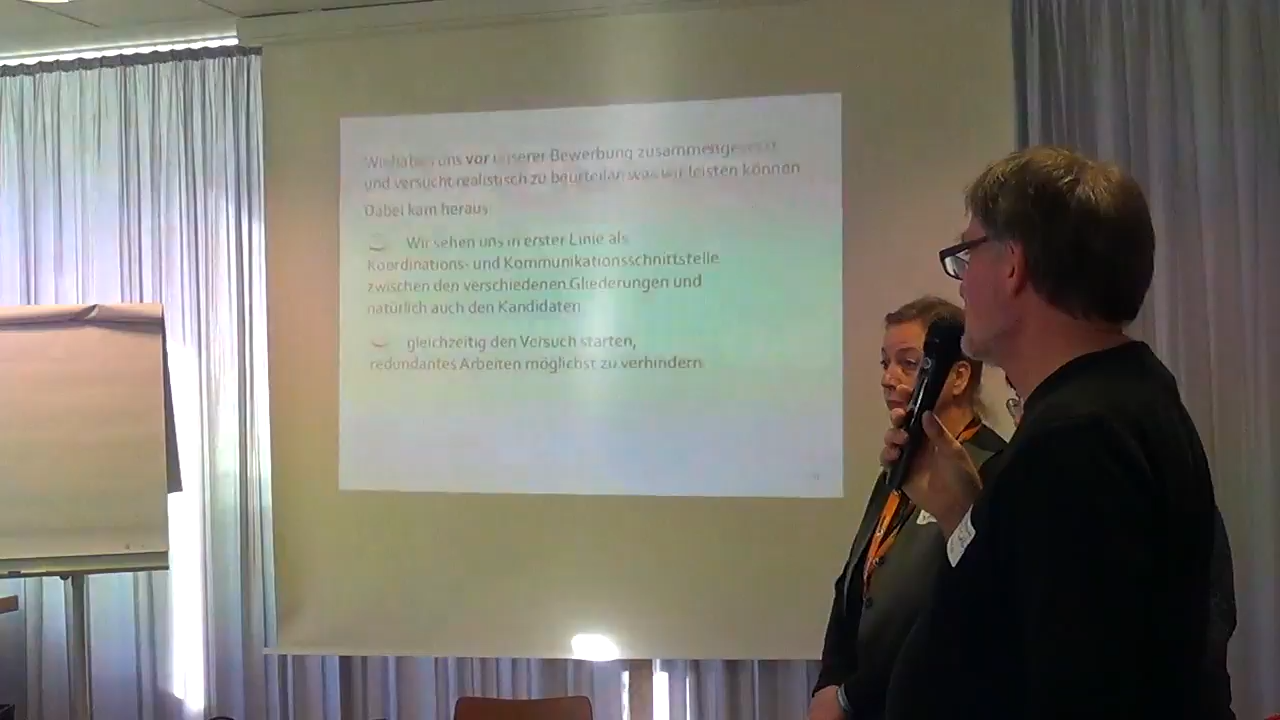 Wir haben uns vor unserer Bewerbung zusammengesetzt
und versucht realistisch zu beurteilen was wir leisten können
Dabei kam heraus
Wir sehen uns in erster Linie als
Koordinations- und Kommunikationsschnittstelle
zwischen den verschiedenen Gliederungen und
natürlich auch den Kandidaten
gleichzeitig den Versuch starten,
redundantes Arbeiten möglichst zu verhindern